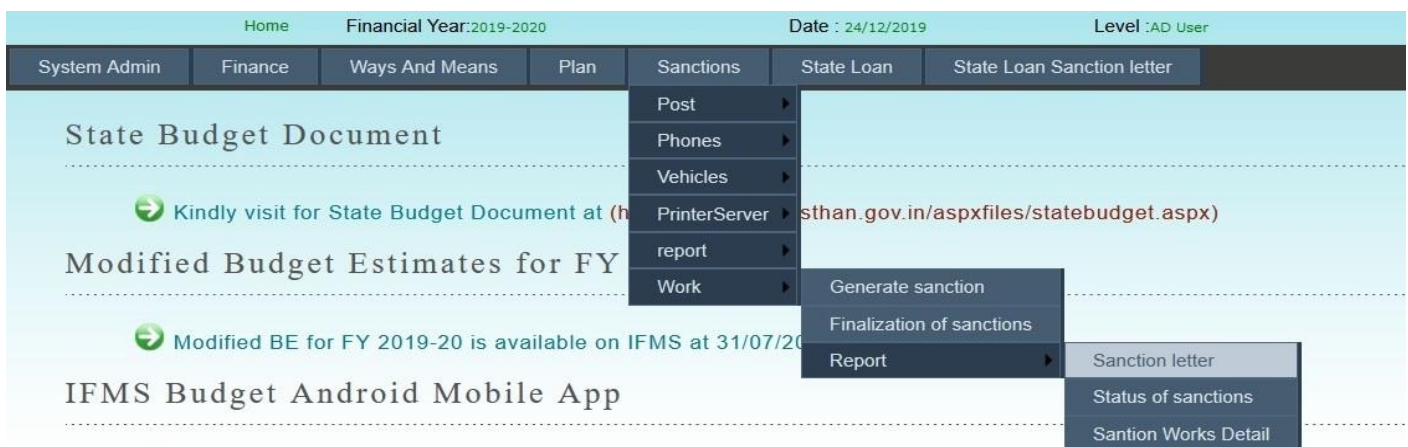 Home Financial Year:2019-2020 Date : 24/12/2019 Level :AD User
System Admin Finance Ways And Means Plan Sanctions State Loan State Loan Sanction letter
Post
State Budget Document
Phones
Vehicles
Kindly visit for State Budget Document at (h PrinterServer sthan.gov.in/aspxfiles/statebudget.aspx)
Modified Budget Estimates for FY report
Work Generate sanction
Finalization of sanctions
Modified BE for FY 2019-20 is available on IFMS at 31/07/20
Report Sanction letter
IFMS Budget Android Mobile App
Status of sanctions
Santion Works Detail